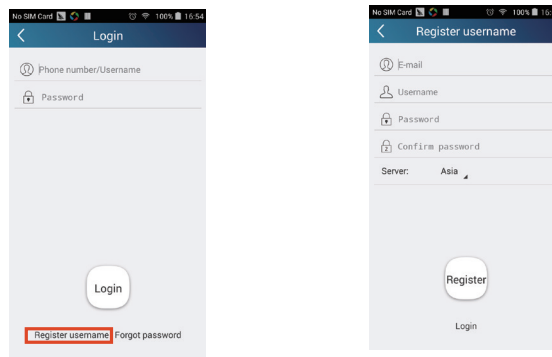 No SIM Card 100% 16:54
Login
Phone number/Username
Password
Login
Register username Forgot password
No SIM Card 100%
Register username
E-mail
Username
Password
Confirm password
Server: Asia
Register
Login